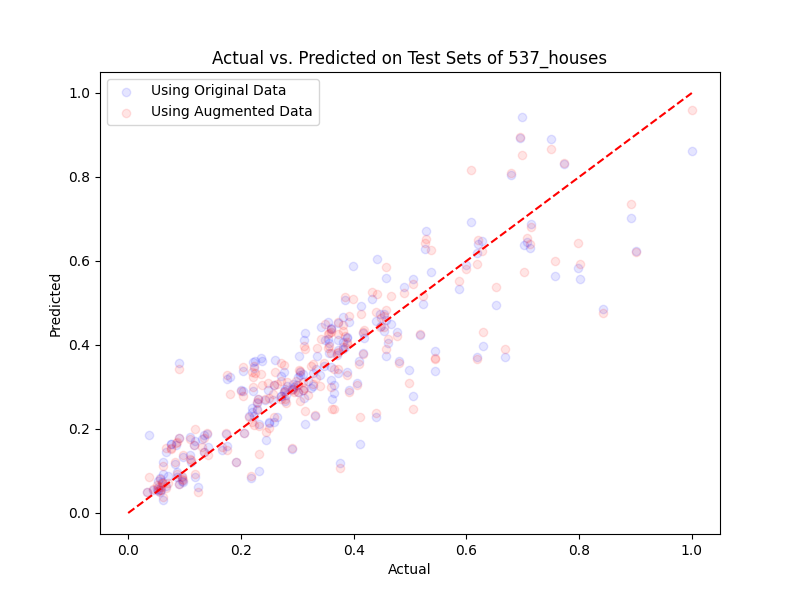 Actual vs. Predicted on Test Sets of 537_houses
Using Original Data
Using Augmented Data
1.0
0.8
0.6
0.4
0.2
0.0
Predicted
0.0 0.2 0.4 0.6 0.8 1.0
Actual